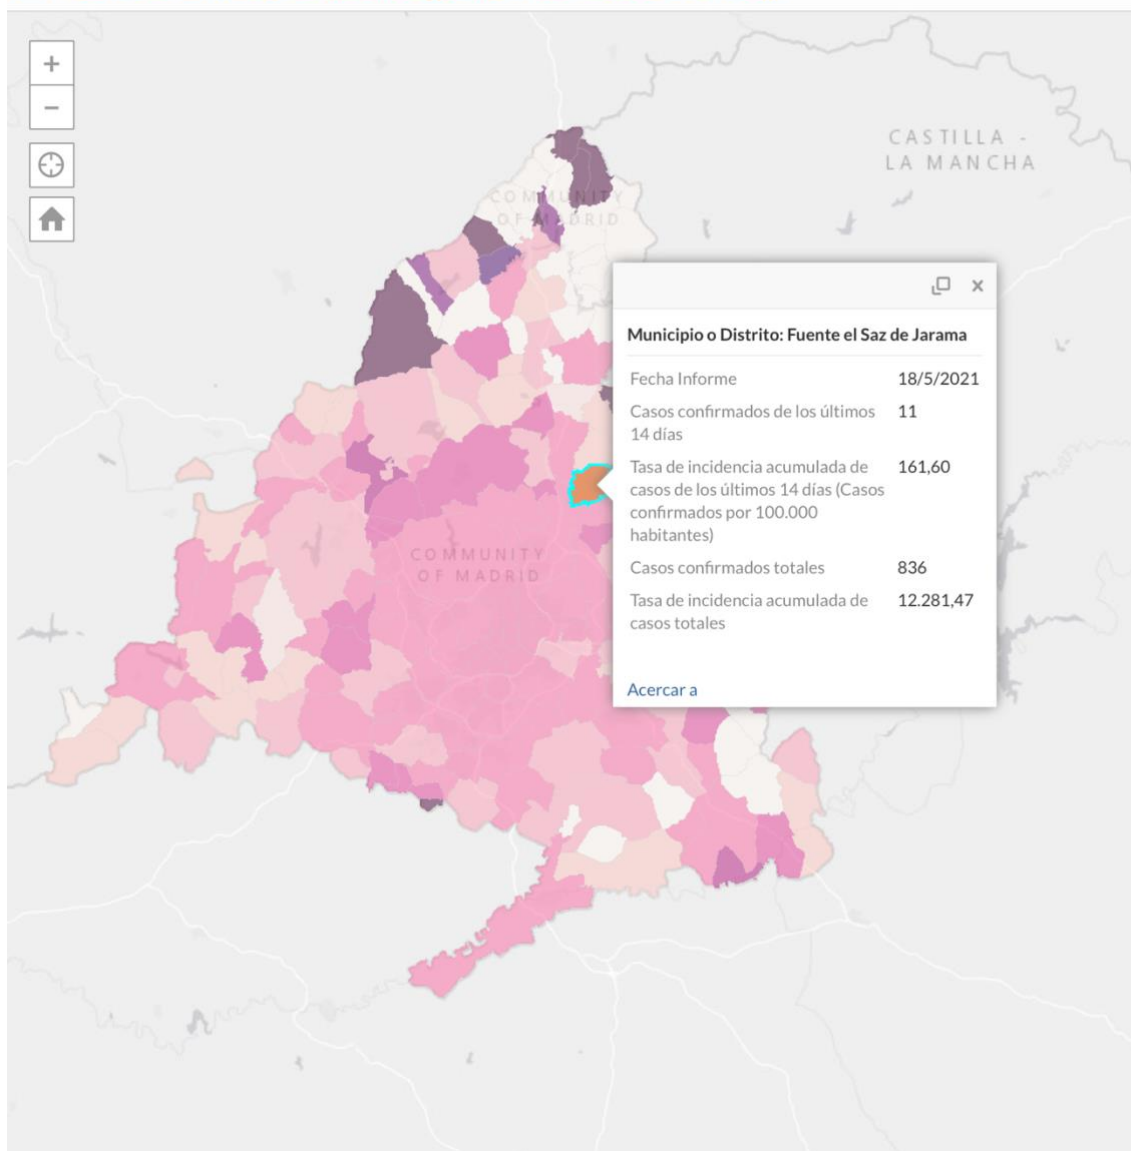 +
−
CASTILLA -
LA MANCHA
COMMUNITY
OF MADRID
Municipio o Distrito: Fuente el Saz de Jarama
Fecha Informe 18/5/2021
Casos confirmados de los últimos 11
14 días
Tasa de incidencia acumulada de 161,60
casos de los últimos 14 días (Casos
confirmados por 100.000
habitantes)
Casos confirmados totales 836
Tasa de incidencia acumulada de 12.281,47
casos totales
Acercar a
COMMUNITY
OF MADRID